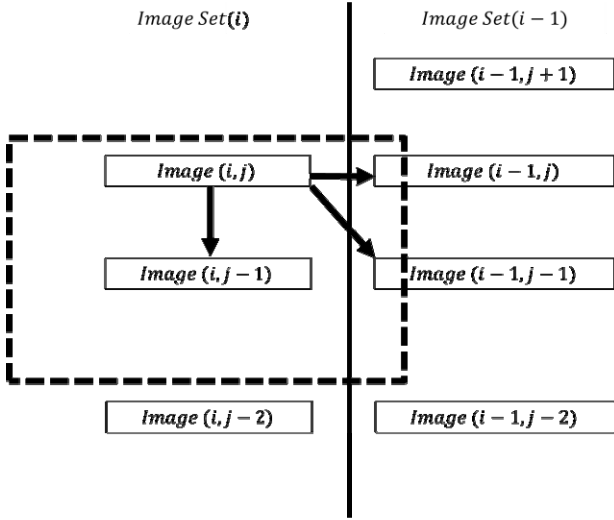 Image Set(i)
Image Set(i − 1)
Image (i − 1, j + 1)
Image (i, j)
Image (i − 1, j)
Image (i, j − 1)
Image (i − 1, j − 1)
Image (i, j − 2)
Image (i − 1, j − 2)